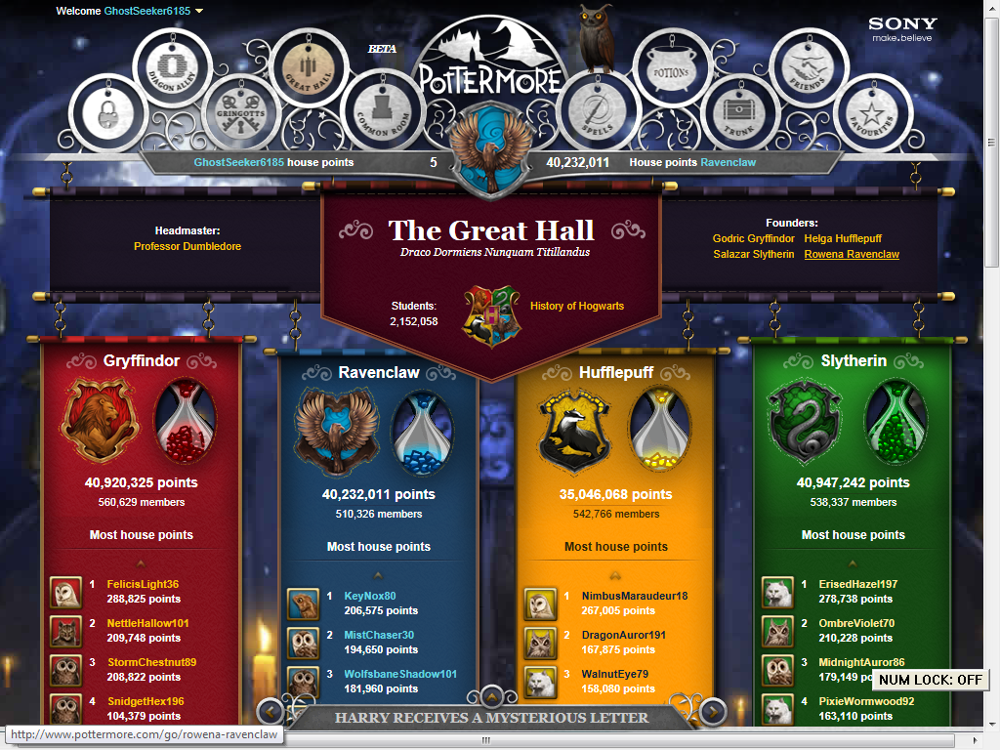 Welcome GhostSeeker6185
BETA
SONY
make.believe
DIAGON ALLEY
GREAT HALL
GRINGOTTS
COMMON ROOM
POTTERMORE
SPELLS
POTIONS
TRUNK
FRIENDS
FAVOURITES
GhostSeeker6185 house points 5 40,232,011 House points Ravenclaw
Headmaster:
Professor Dumbledore
The Great Hall
Draco Dormiens Nunquam Titillandus
Students:
2,152,058
History of Hogwarts
Founders:
Godric Gryffindor Helga Hufflepuff
Salazar Slytherin Rowena Ravenclaw
Gryffindor
40,920,325 points
560,629 members
Most house points
1 FelicisLight36
288,825 points
2 NettleHallow101
209,748 points
3 StormChestnut89
208,822 points
4 SnidgetHex196
104,379 points
Ravenclaw
40,232,011 points
510,326 members
Most house points
1 KeyNox80
206,575 points
2 MistChaser30
194,650 points
3 WolfsbaneShadow101
181,960 points
Hufflepuff
35,046,068 points
542,766 members
Most house points
1 NimbusMaraudeur18
267,005 points
2 DragonAuror191
167,875 points
3 WalnutEye79
158,080 points
Slytherin
40,947,242 points
538,337 members
Most house points
1 ErisedHazel197
278,738 points
2 OmbreViolet70
210,228 points
3 MidnightAuror86
179,149 po
4 PixieWormwood92
163,110 points
NUM LOCK: OFF
HARRY RECEIVES A MYSTERIOUS LETTER
http://www.pottermore.com/go/rowena-ravenclaw